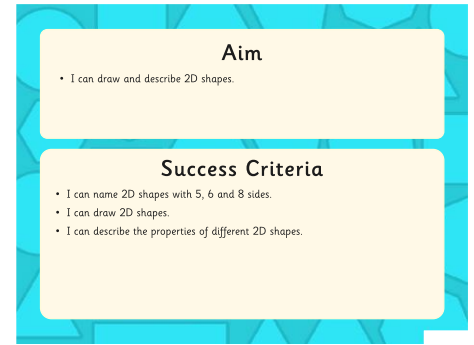 Aim
• I can draw and describe 2D shapes.
Success Criteria
• I can name 2D shapes with 5, 6 and 8 sides.
• I can draw 2D shapes.
• I can describe the properties of different 2D shapes.